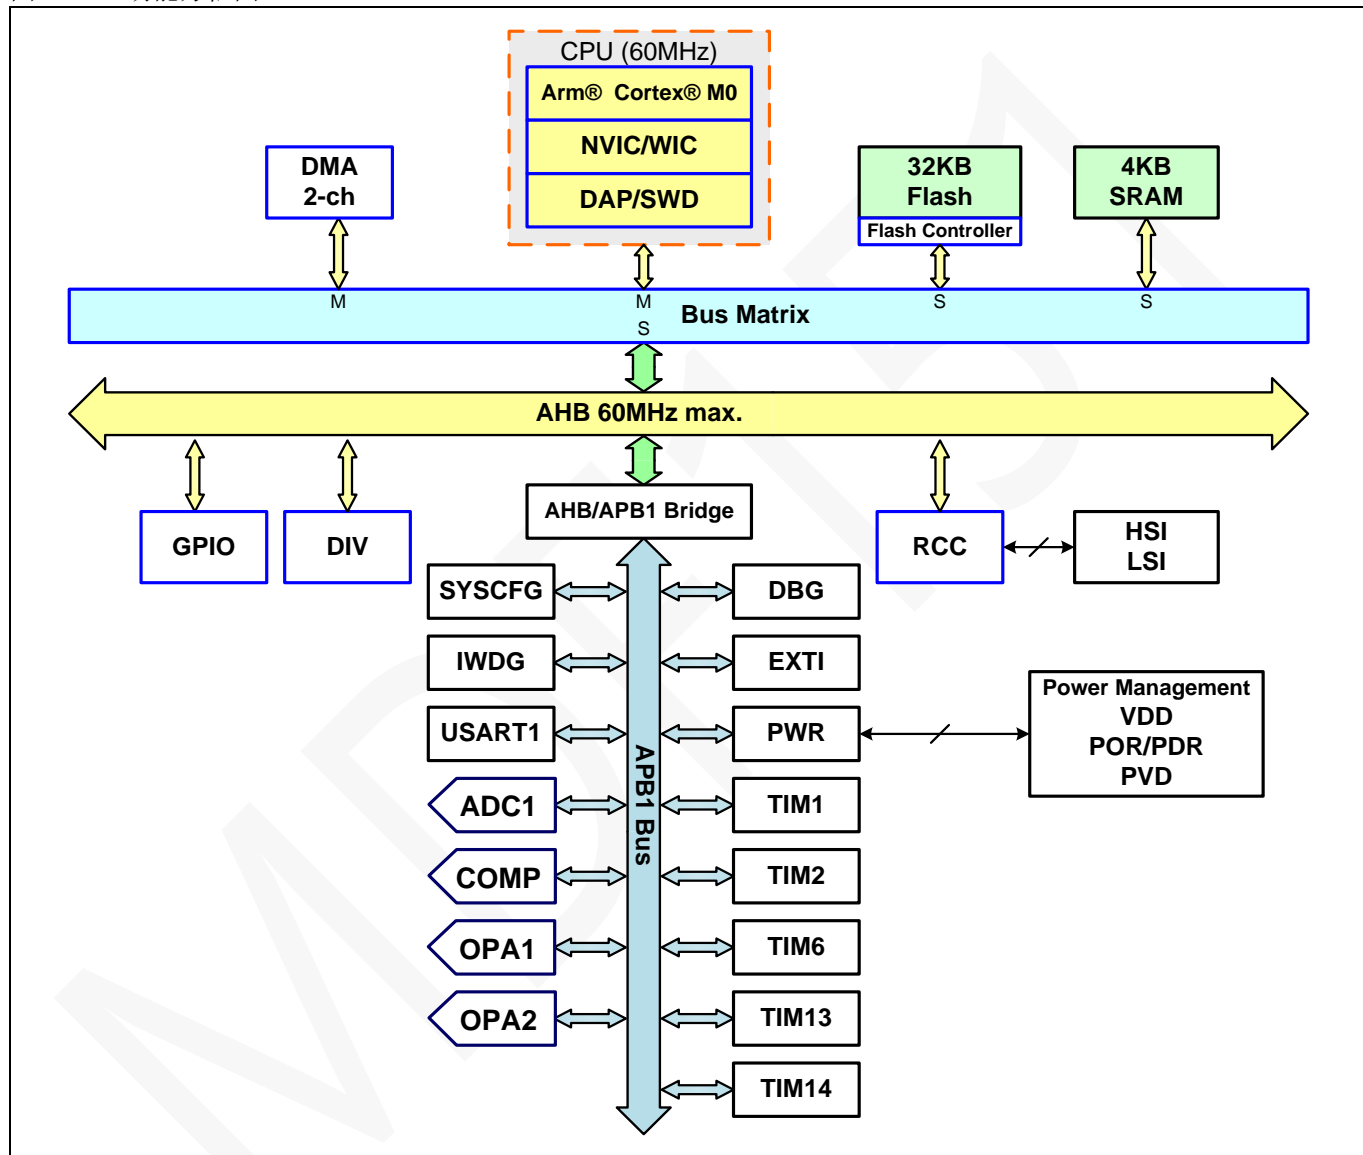 CPU (60MHz)
Arm® Cortex® M0
NVIC/WIC
DAP/SWD
DMA
2-ch
32KB
Flash
Flash Controller
4KB
SRAM
M
M
S
S
S
Bus Matrix
AHB 60MHz max.
AHB/APB1 Bridge
GPIO
DIV
RCC
HSI
LSI
SYSCFG
DBG
IWDG
EXTI
USART1
PWR
Power Management
VDD
POR/PDR
PVD
APB1 Bus
ADC1
TIM1
COMP
TIM2
OPA1
TIM6
OPA2
TIM13
TIM14